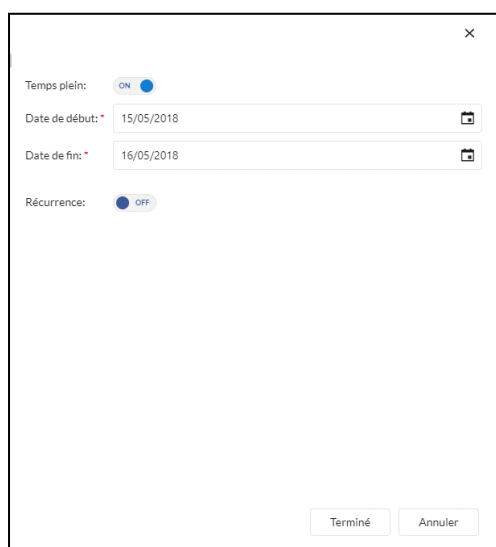 Temps plein: ON
Date de début: * 15/05/2018
Date de fin: * 16/05/2018
Récurrence: OFF
Terminé Annuler